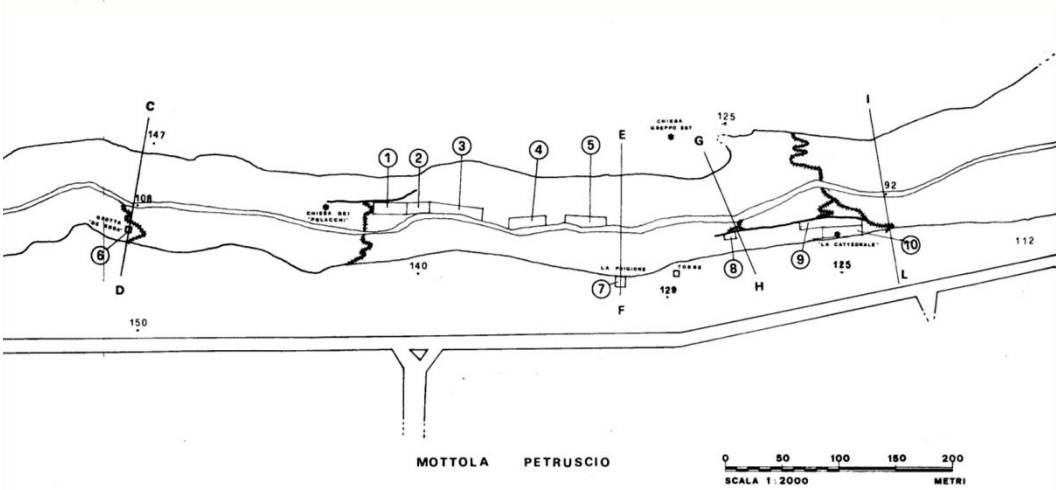 C
147
1
2
3
4
5
E
CHIESA
GREPPO EST
125
G
I
92
108
CHIESA DEI
"POLACCHI"
GROTTA
"DE ROSA"
6
D
140
LA PRIGIONE
7
F
TORRE
129
8
H
9
"LA CATTEDRALE"
125
10
L
112
150
MOTTOLA PETRUSCIO
0 50 100 150 200
SCALA 1:2000 METRI